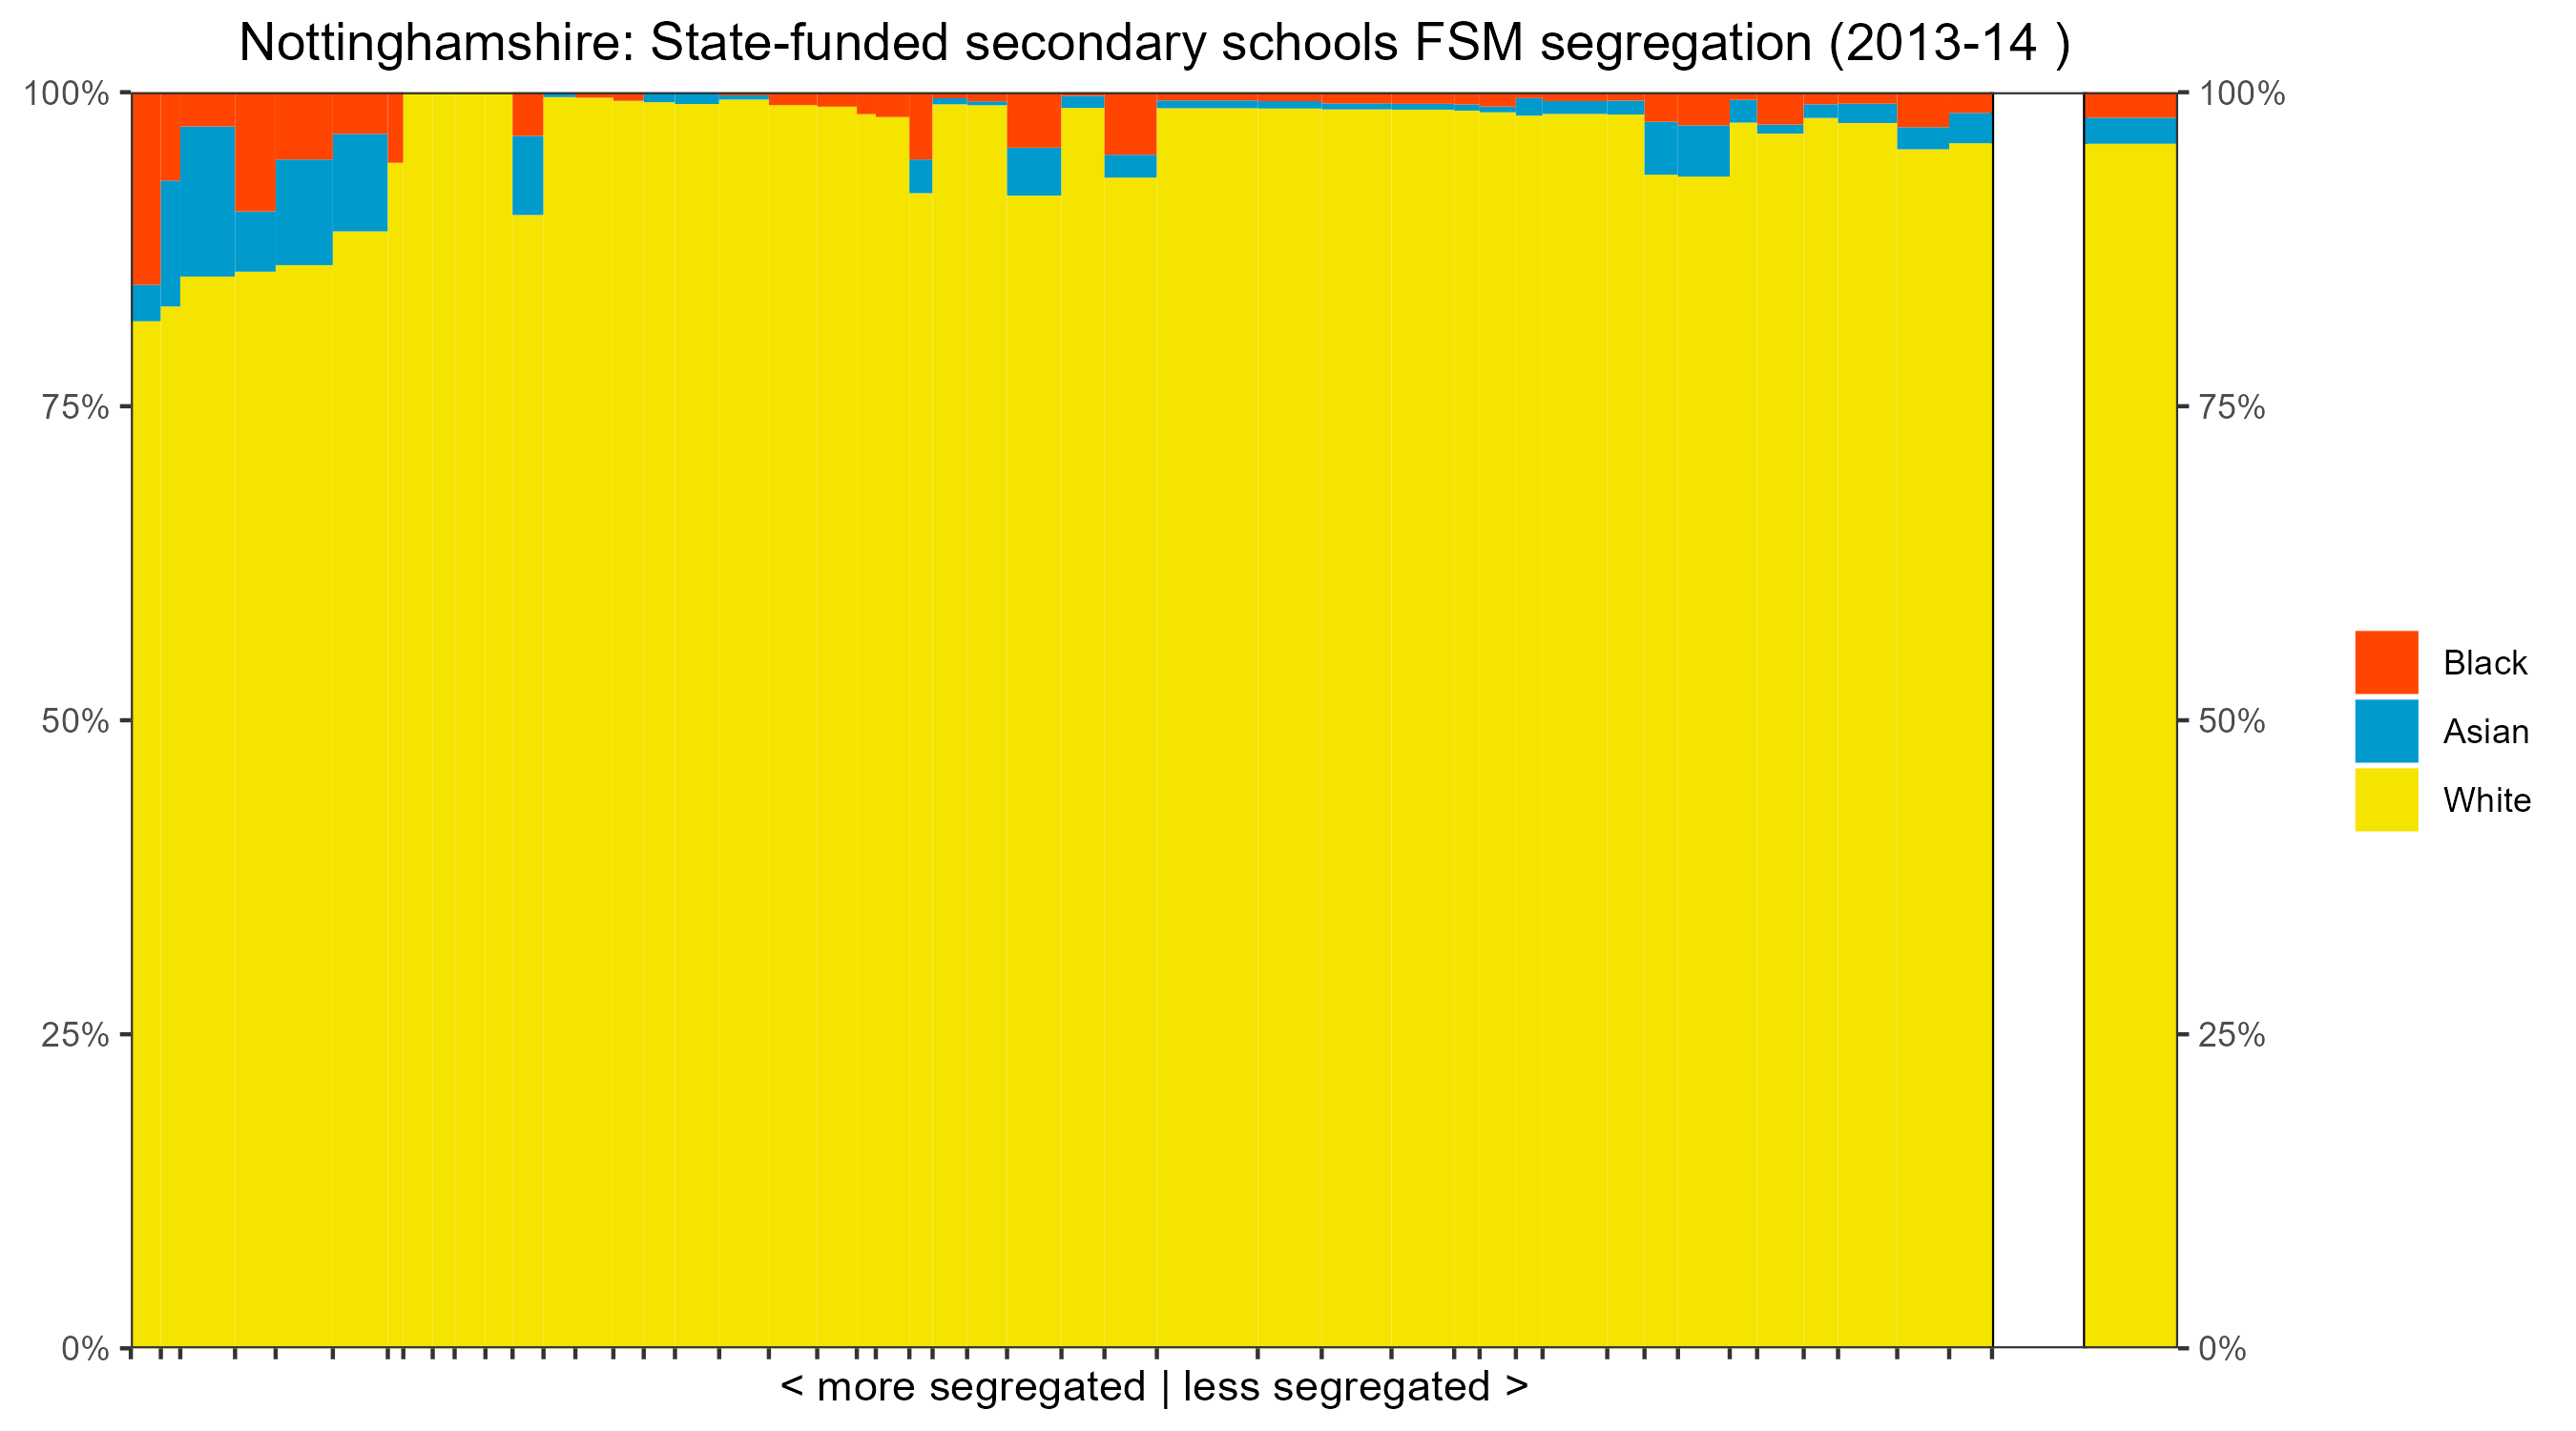 Nottinghamshire: State-funded secondary schools FSM segregation (2013-14 )
100%
75%
50%
25%
0%
100%
75%
50%
25%
0%
Black
Asian
White
< more segregated | less segregated >